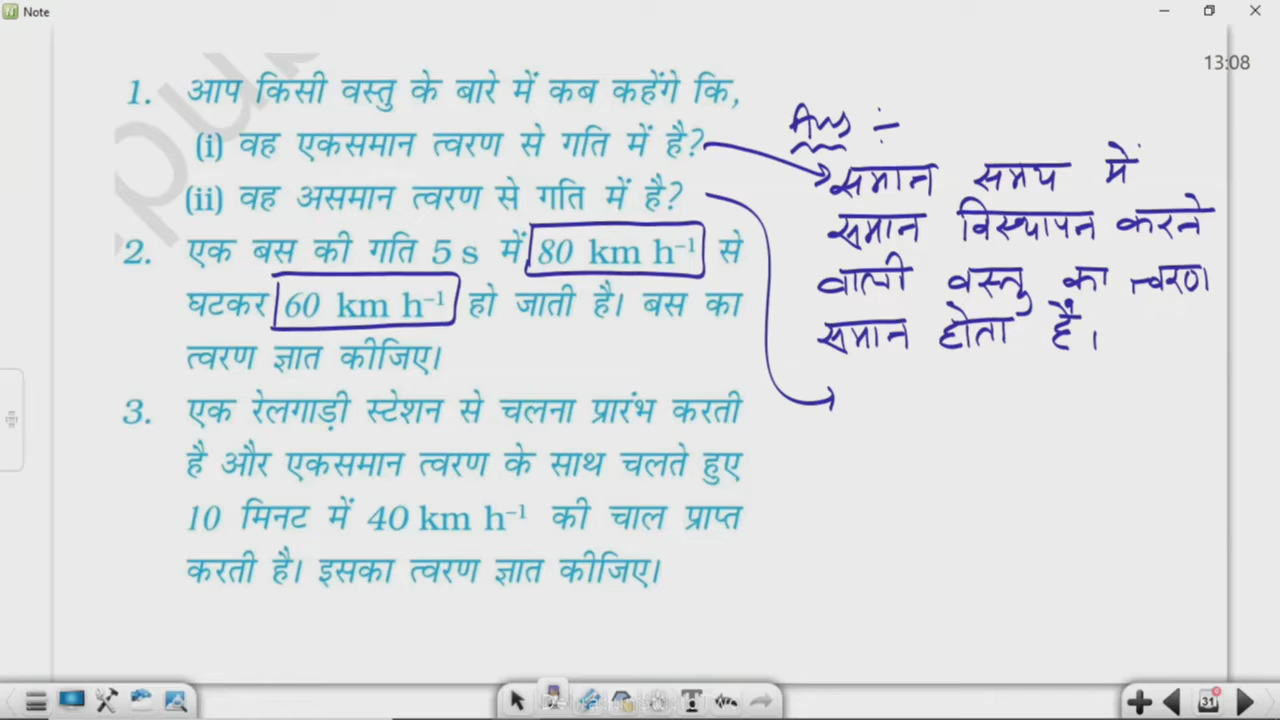 Note
13:08
1. आप किसी वस्तु के बारे में कब कहेंगे कि,
(i) वह एकसमान त्वरण से गति में है?
(ii) वह असमान त्वरण से गति में है?
2. एक बस की गति 5 s में 80 km h⁻¹ से
घटकर 60 km h⁻¹ हो जाती है। बस का
त्वरण ज्ञात कीजिए।
3. एक रेलगाड़ी स्टेशन से चलना प्रारंभ करती
है और एकसमान त्वरण के साथ चलते हुए
10 मिनट में 40 km h⁻¹ की चाल प्राप्त
करती है। इसका त्वरण ज्ञात कीजिए।
Ans :-
समान समय में
समान विस्थापन करने
वाली वस्तु का त्वरण
समान होता है।
31